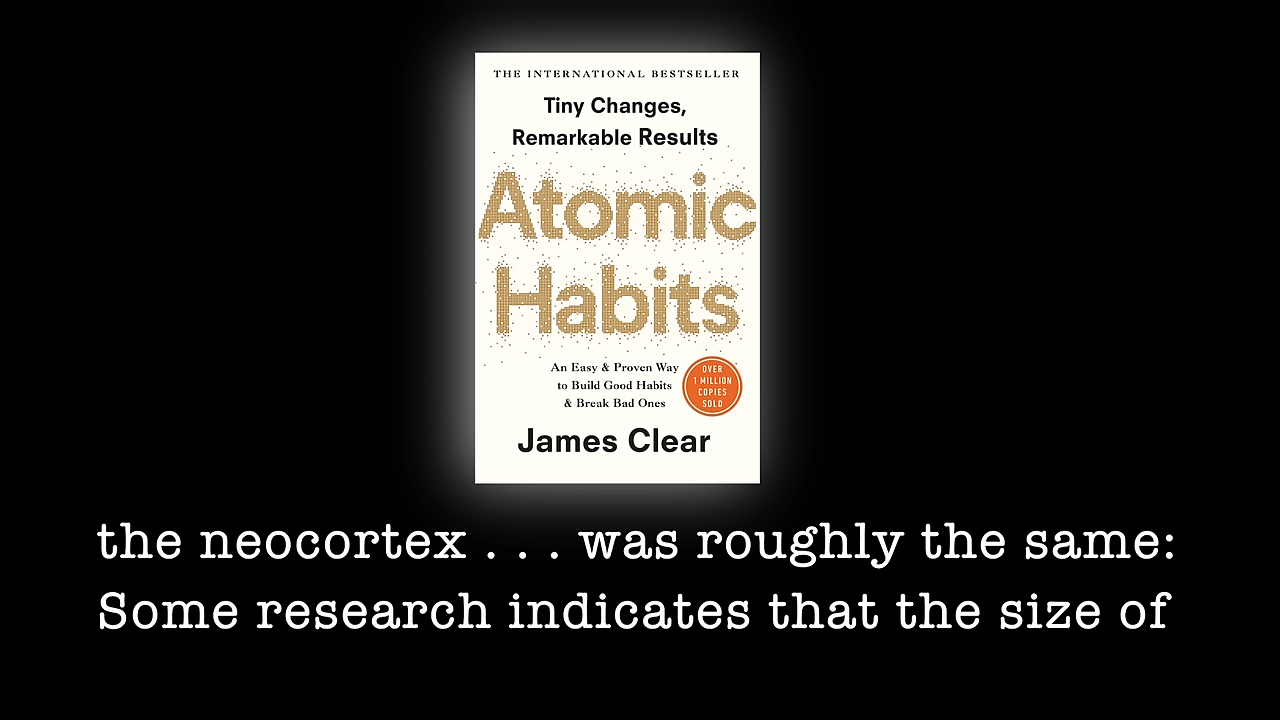 THE INTERNATIONAL BESTSELLER
Tiny Changes,
Remarkable Results
Atomic
Habits
An Easy & Proven Way
to Build Good Habits
& Break Bad Ones
OVER
1 MILLION
COPIES
SOLD
James Clear
the neocortex . . . was roughly the same:
Some research indicates that the size of